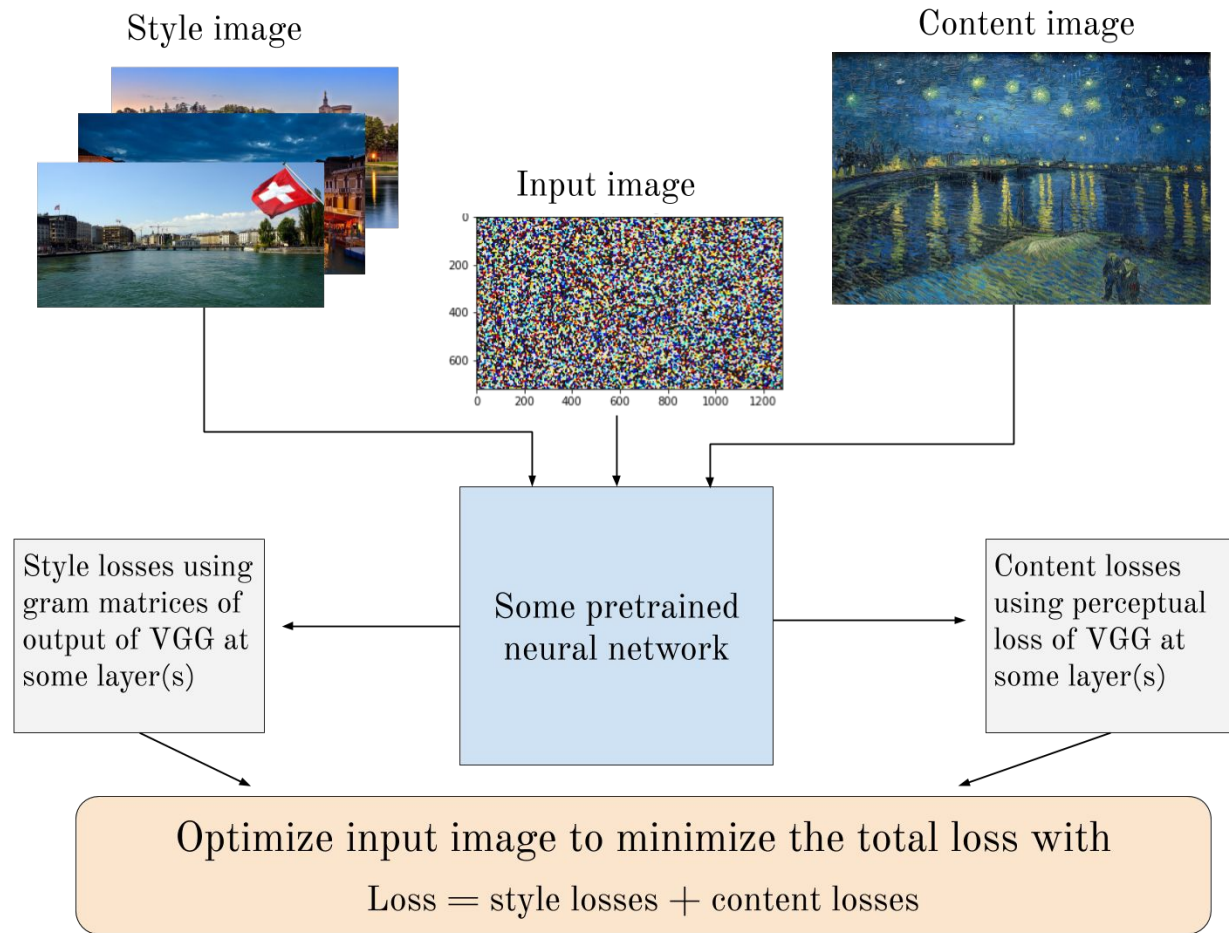 Style image
Content image
Input image
0
200
400
600
0 200 400 600 800 1000 1200
Some pretrained
neural network
Style losses using
gram matrices of
output of VGG at
some layer(s)
Content losses
using perceptual
loss of VGG at
some layer(s)
Optimize input image to minimize the total loss with
Loss = style losses + content losses